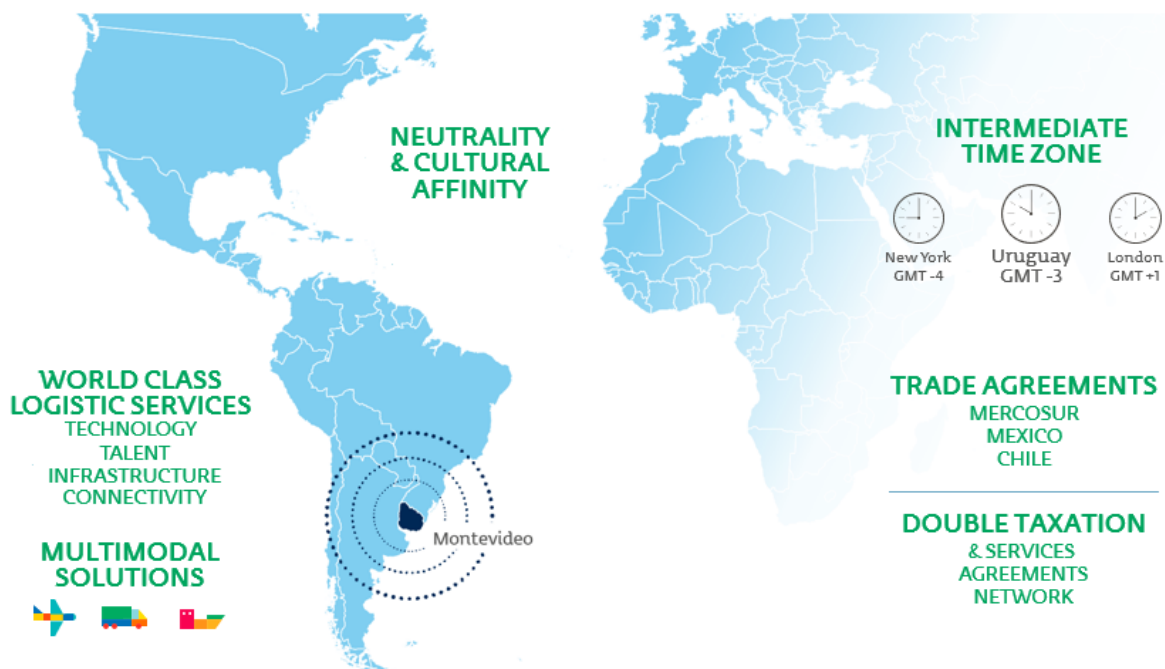 NEUTRALITY
& CULTURAL
AFFINITY
INTERMEDIATE
TIME ZONE
New York
GMT -4
Uruguay
GMT -3
London
GMT +1
WORLD CLASS
LOGISTIC SERVICES
TECHNOLOGY
TALENT
INFRASTRUCTURE
CONNECTIVITY
MULTIMODAL
SOLUTIONS
Montevideo
TRADE AGREEMENTS
MERCOSUR
MEXICO
CHILE
DOUBLE TAXATION
& SERVICES
AGREEMENTS
NETWORK